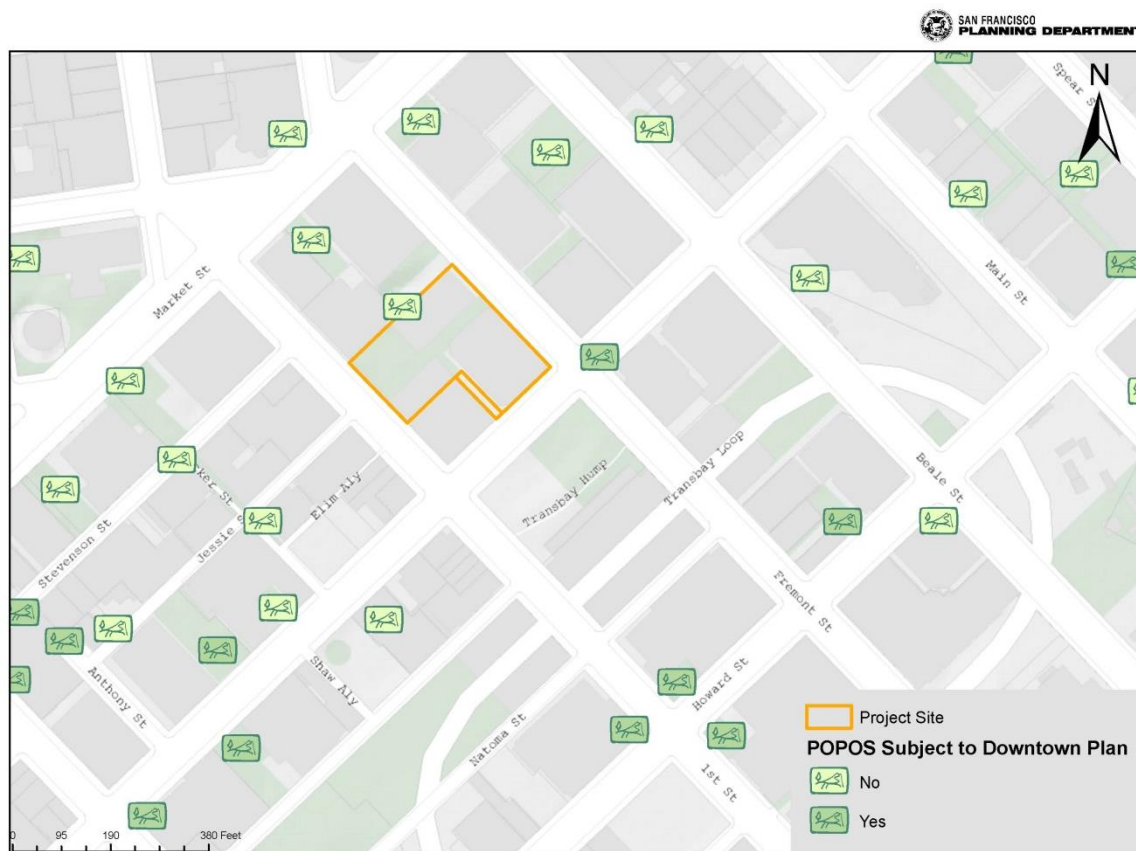 SAN FRANCISCO
PLANNING DEPARTMENT
Spear St
N
Market St
Main St
Elim Aly
Transbay Hump
Transbay Loop
Beale St
Stevenson St
Jessie S
ker St
Fremont St
Anthony St
Shaw Aly
Natoma St
Howard St
1st St
Project Site
POPOS Subject to Downtown Plan
No
Yes
0 95 190 380 Feet